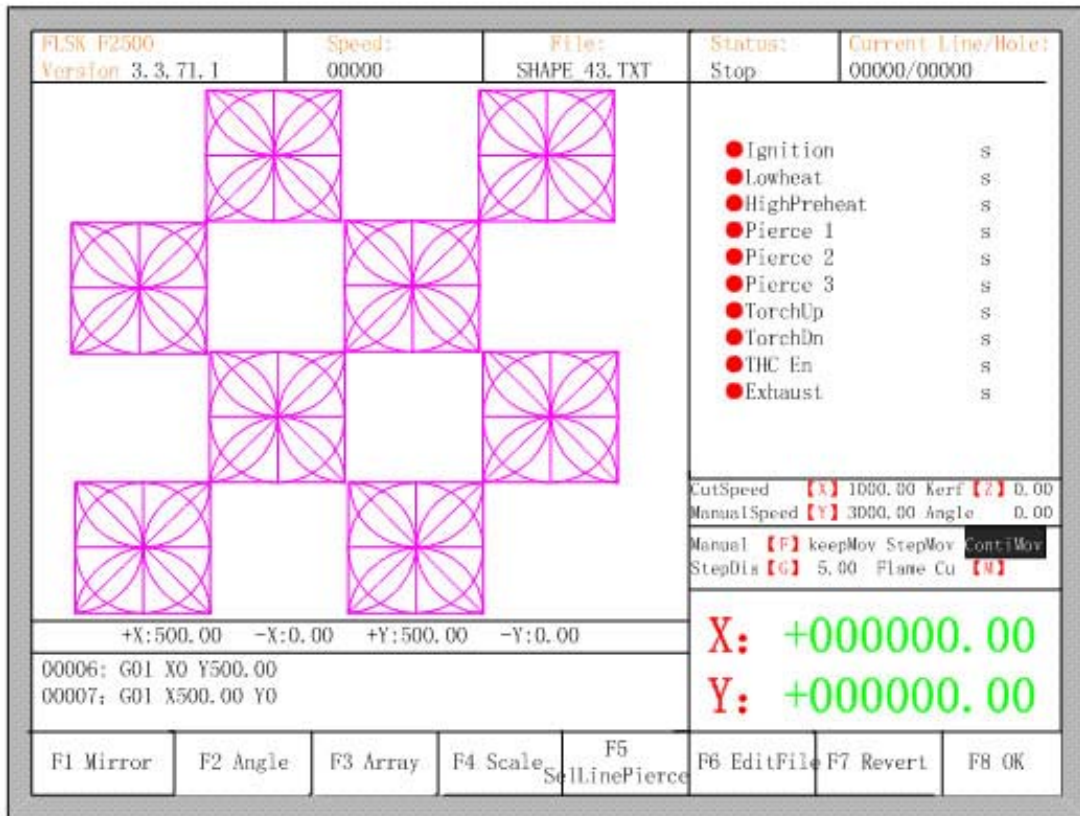 FLSK F2500 Speed: File: Status: Current Line/Hole:
Version 3.3.71.1 00000 SHAPE_43.TXT Stop 00000/00000
Ignition s
Lowheat s
HighPreheat s
Pierce 1 s
Pierce 2 s
Pierce 3 s
TorchUp s
TorchDn s
THC En s
Exhaust s
CutSpeed 【X】 1000.00 Kerf 【Z】 0.00
ManualSpeed 【Y】 3000.00 Angle 0.00
Manual 【F】 keepMov StepMov ContiMov
StepDis 【G】 5.00 Flame Cu 【M】
+X:500.00 -X:0.00 +Y:500.00 -Y:0.00
X: +000000.00
Y: +000000.00
00006: G01 X0 Y500.00
00007: G01 X500.00 Y0
F1 Mirror F2 Angle F3 Array F4 Scale F5 SelLinePierce F6 EditFile F7 Revert F8 OK